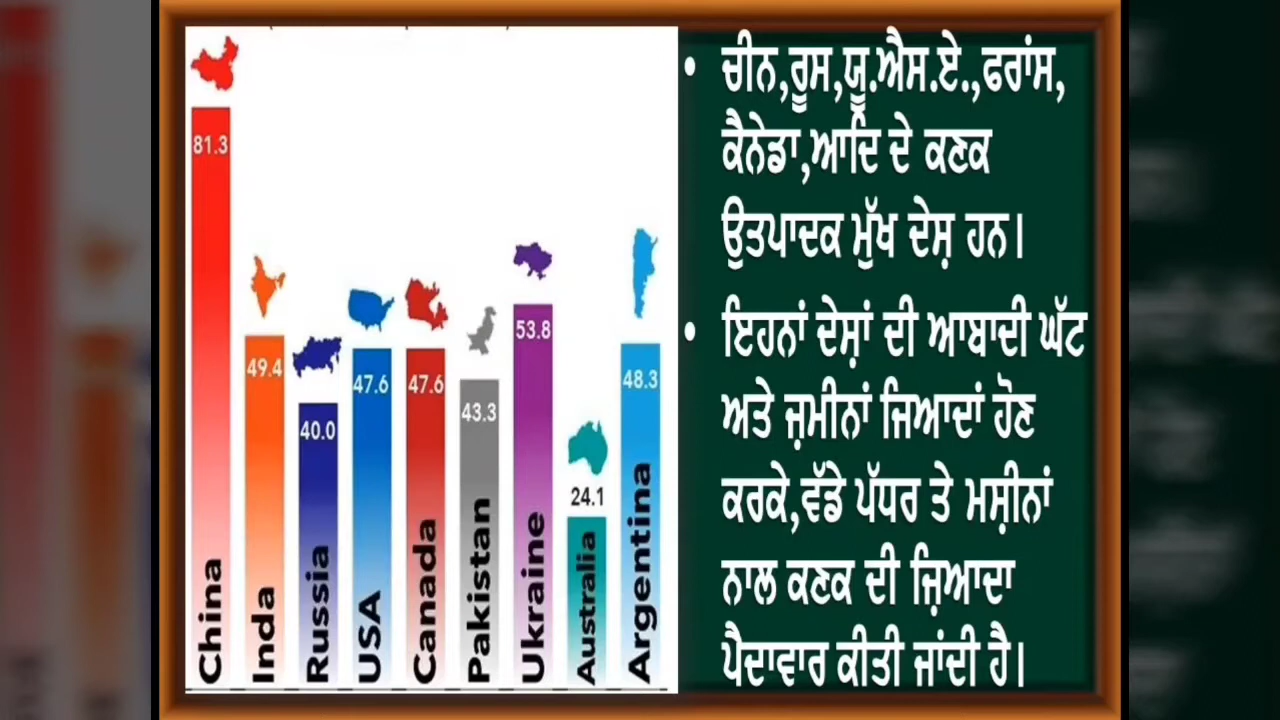 81.3
49.4
40.0
47.6
47.6
43.3
53.8
24.1
48.3
China
Inda
Russia
USA
Canada
Pakistan
Ukraine
Australia
Argentina
• ਚੀਨ,ਰੂਸ,ਯੂ.ਐਸ.ਏ.,ਫਰਾਂਸ,
ਕੈਨੇਡਾ,ਆਦਿ ਦੇ ਕਣਕ
ਉਤਪਾਦਕ ਮੁੱਖ ਦੇਸ਼ ਹਨ।
• ਇਹਨਾਂ ਦੇਸ਼ਾਂ ਦੀ ਆਬਾਦੀ ਘੱਟ
ਅਤੇ ਜ਼ਮੀਨਾਂ ਜਿਆਦਾਂ ਹੋਣ
ਕਰਕੇ,ਵੱਡੇ ਪੱਧਰ ਤੇ ਮਸ਼ੀਨਾਂ
ਨਾਲ ਕਣਕ ਦੀ ਜ਼ਿਆਦਾ
ਪੈਦਾਵਾਰ ਕੀਤੀ ਜਾਂਦੀ ਹੈ।